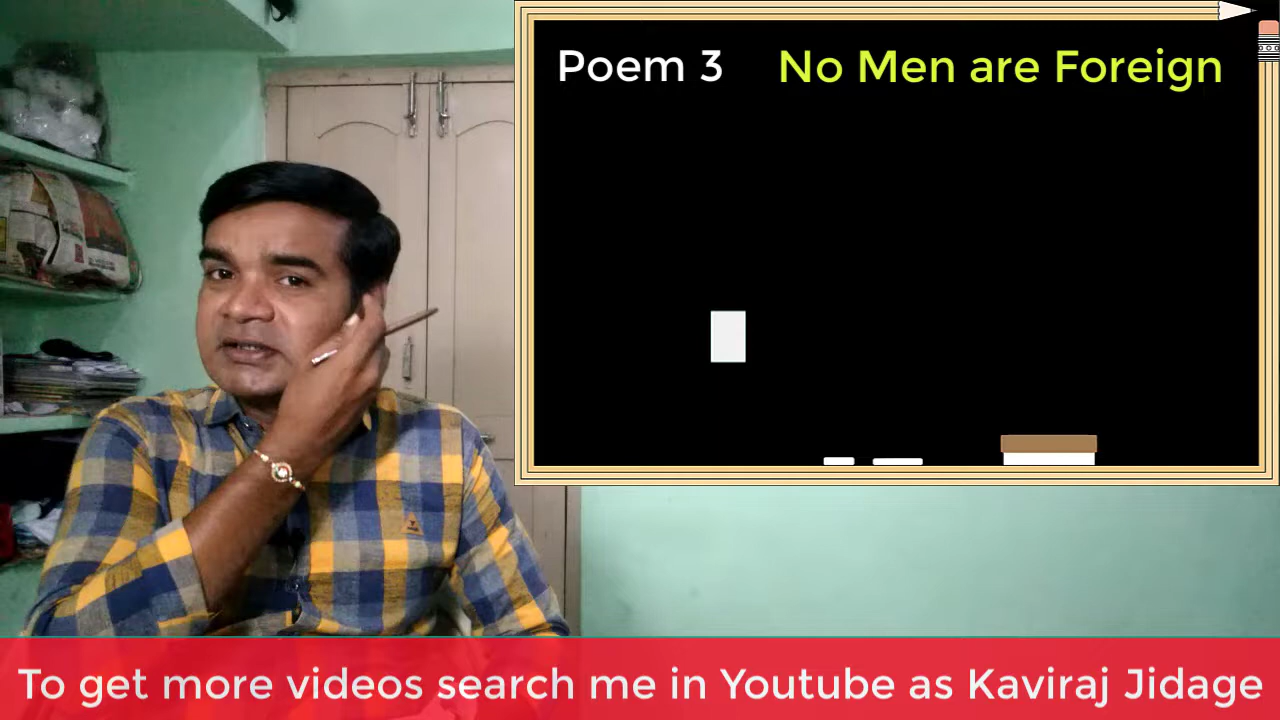 Poem 3 No Men are Foreign
To get more videos search me in Youtube as Kaviraj Jidage